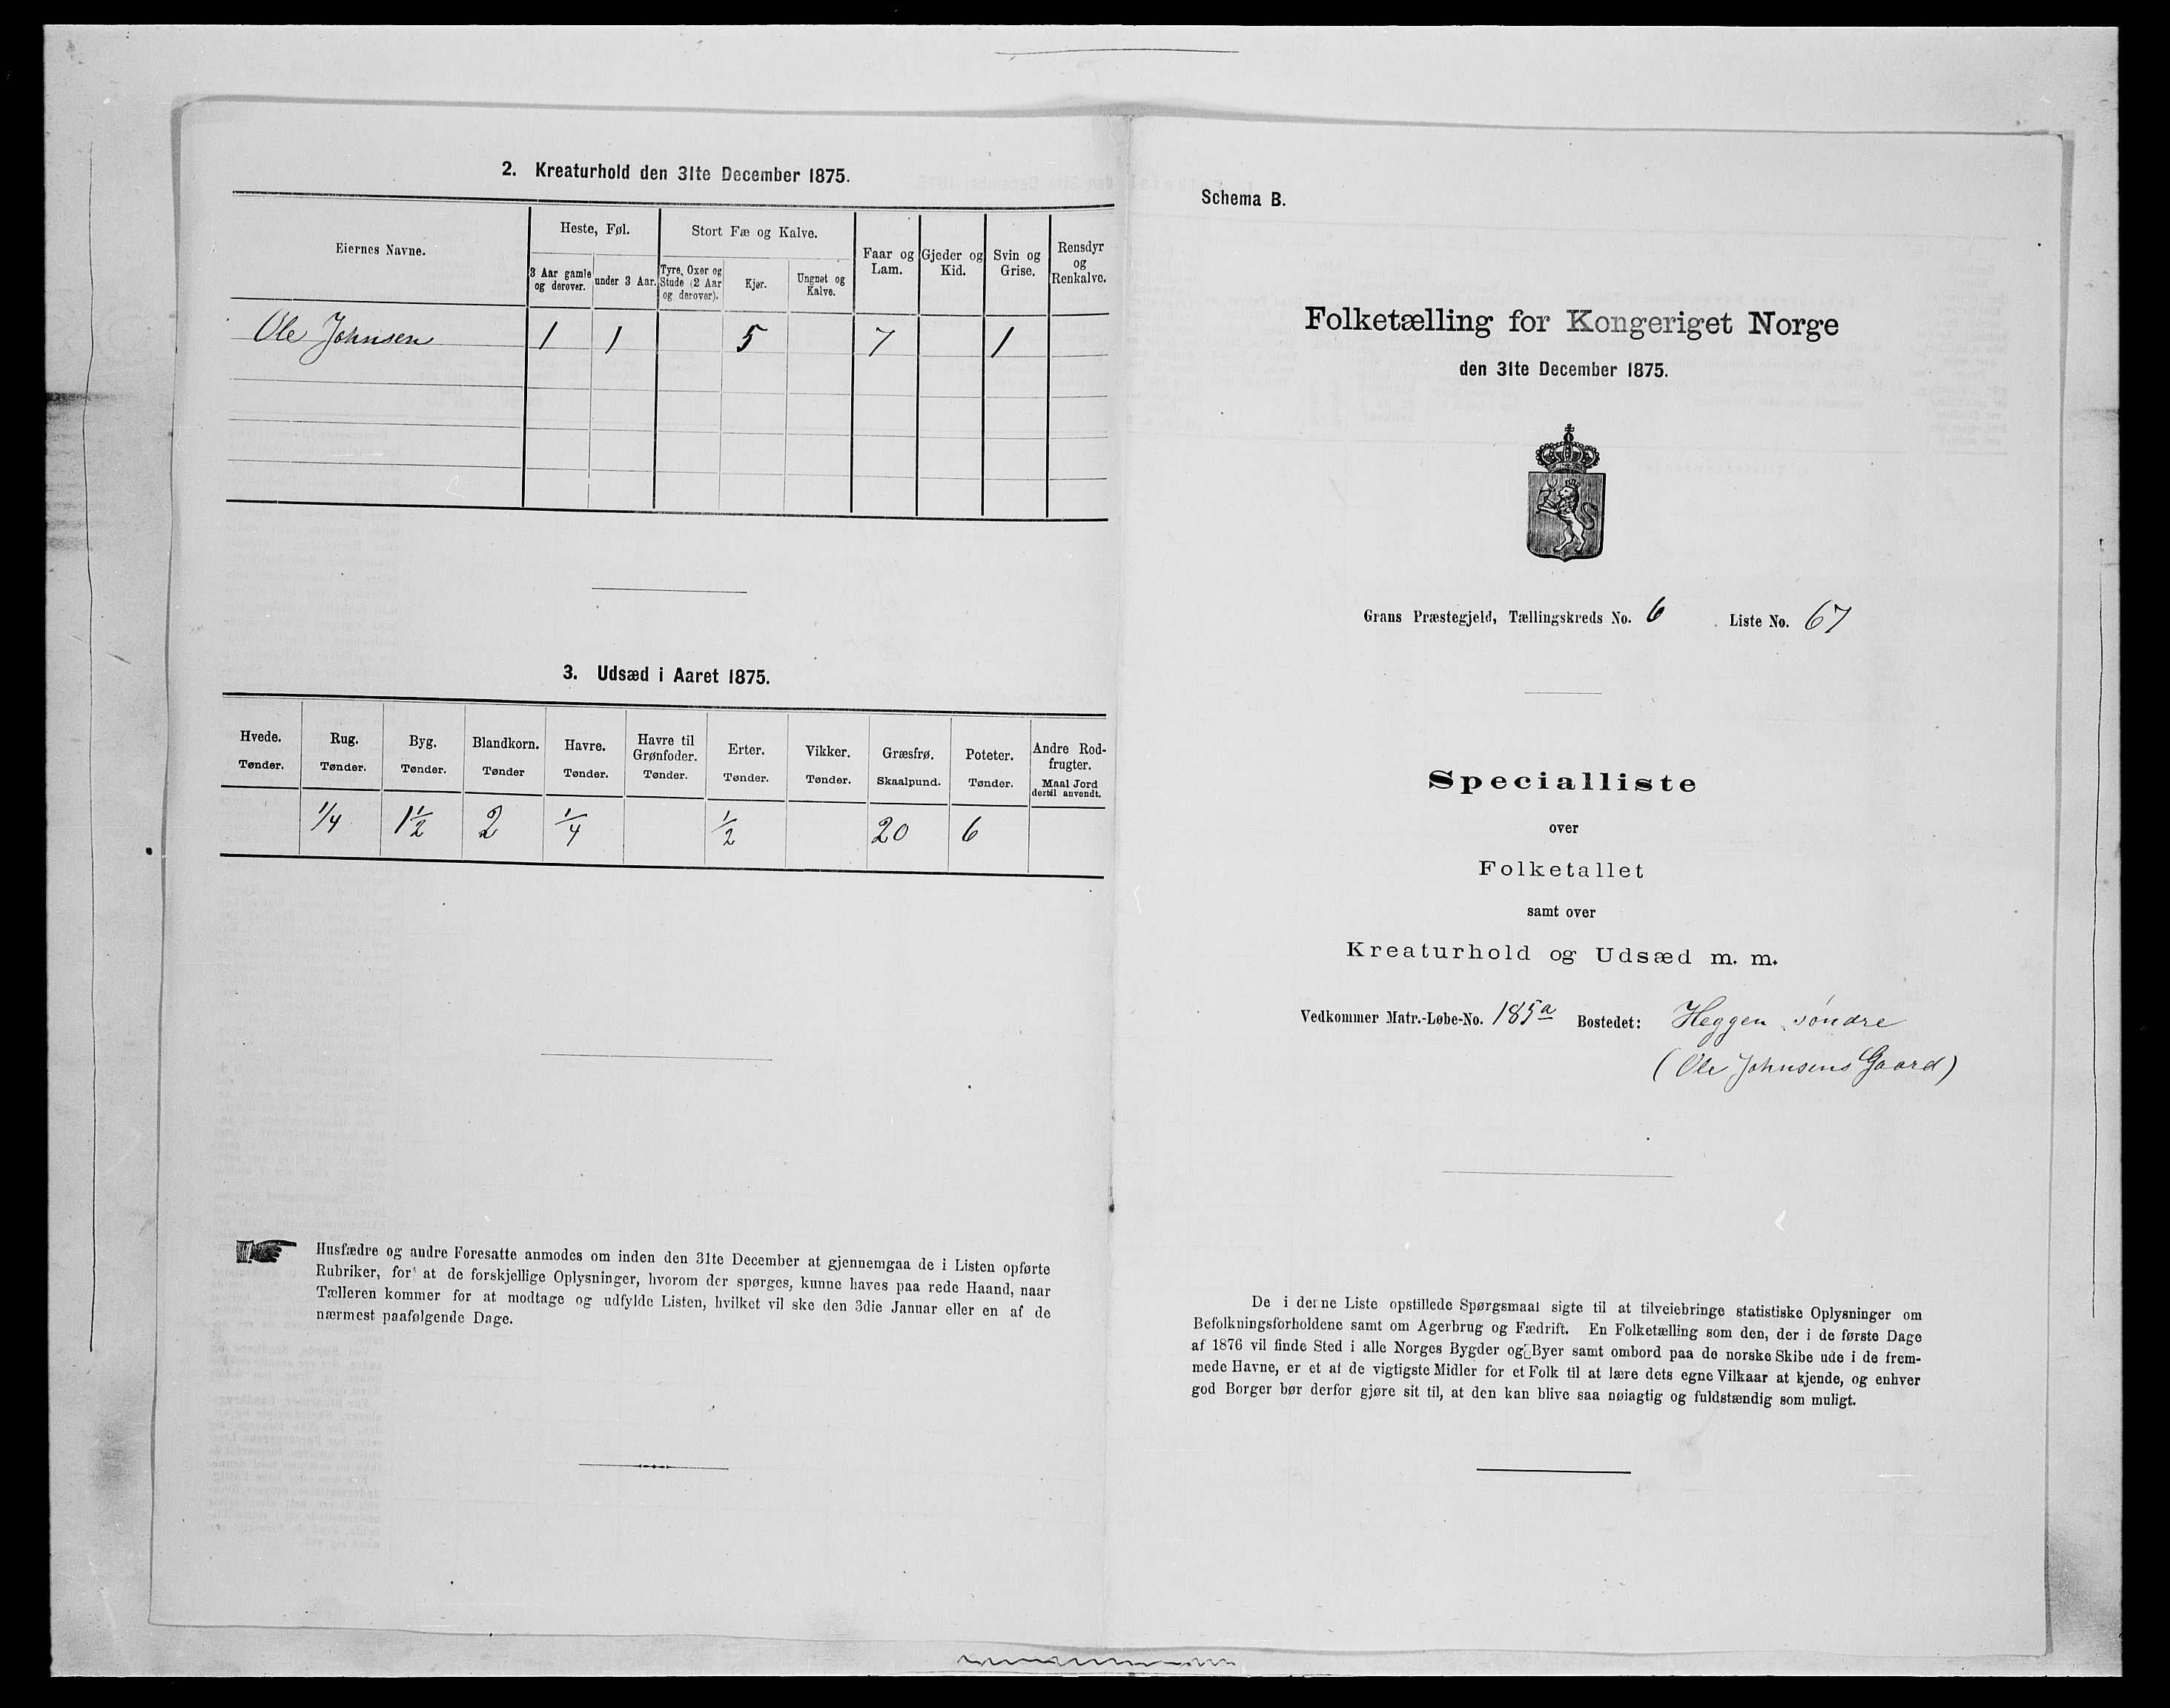 2. Kreaturhold den 31te December 1875.
Eiernes Navne.
Heste, Føl.
Stort Fæ og Kalve.
Faar og Lam.
Gjeder og Kid.
Svin og Grise.
Rensdyr og Renkalve.
3 Aar gamle og derover.
under 3 Aar.
Tyre, Oxer og Stude (2 Aar og derover).
Kjør.
Ungnøt og Kalve.
Ole Johnsen 1 1 5 7 1
3. Udsæd i Aaret 1875.
Hvede. Rug. Byg. Blandkorn. Havre. Havre til Grønfoder. Erter. Vikker. Græsfrø. Poteter. Andre Rod-frugter.
Tønder. Tønder. Tønder. Tønder Tønder. Tønder. Tønder. Tønder. Skaalpund. Tønder. Maal Jord dertil anvendt.
1/4 1 1/2 2 1/4 1/2 20 6
Husfædre og andre Foresatte anmodes om inden den 31te December at gjennemgaa de i Listen opførte
Rubriker, for at de forskjellige Oplysninger, hvorom der spørges, kunne haves paa rede Haand, naar
Tælleren kommer for at modtage og udfylde Listen, hvilket vil ske den 3die Januar eller en af de
nærmest paafølgende Dage.
Schema B.
Folketælling for Kongeriget Norge
den 31te December 1875.
Grans Præstegjeld, Tællingskreds No. 6 Liste No. 67
Specialliste
over
Folketallet
samt over
Kreaturhold og Udsæd m. m.
Vedkommer Matr.-Løbe-No. 185a Bostedet: Heggen søndre
(Ole Johnsens Gaard)
De i denne Liste opstillede Spørgsmaal sigte til at tilveiebringe statistiske Oplysninger om
Befolkningsforholdene samt om Agerbrug og Fædrift. En Folketælling som den, der i de første Dage
af 1876 vil finde Sted i alle Norges Bygder og Byer samt ombord paa de norske Skibe ude i de frem-
mede Havne, er et af de vigtigste Midler for et Folk til at lære dets egne Vilkaar at kjende, og enhver
god Borger bør derfor gjøre sit til, at den kan blive saa nøiagtig og fuldstændig som muligt.